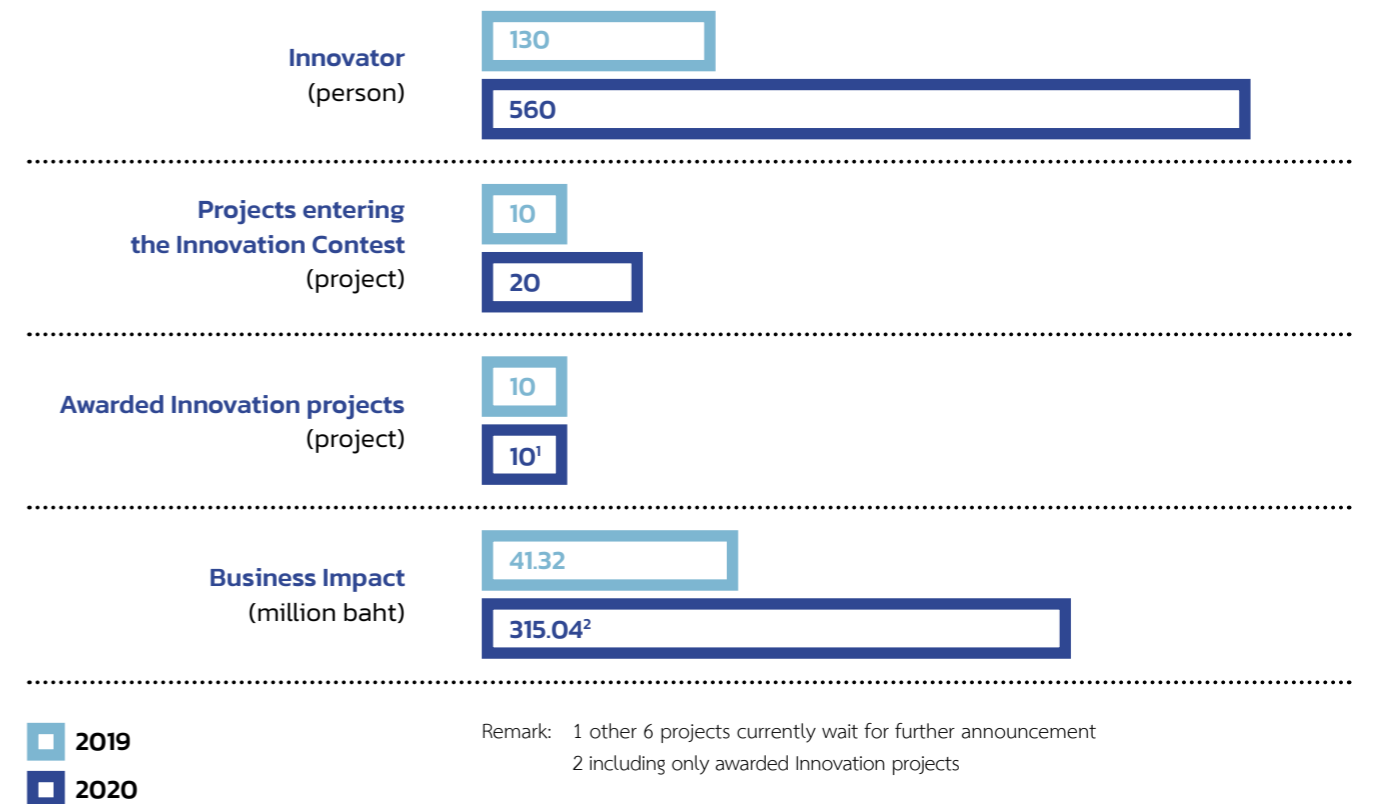 Innovator
(person)
130
560
Projects entering
the Innovation Contest
(project)
10
20
Awarded Innovation projects
(project)
10
10¹
Business Impact
(million baht)
41.32
315.04²
2019
2020
Remark: 1 other 6 projects currently wait for further announcement
2 including only awarded Innovation projects